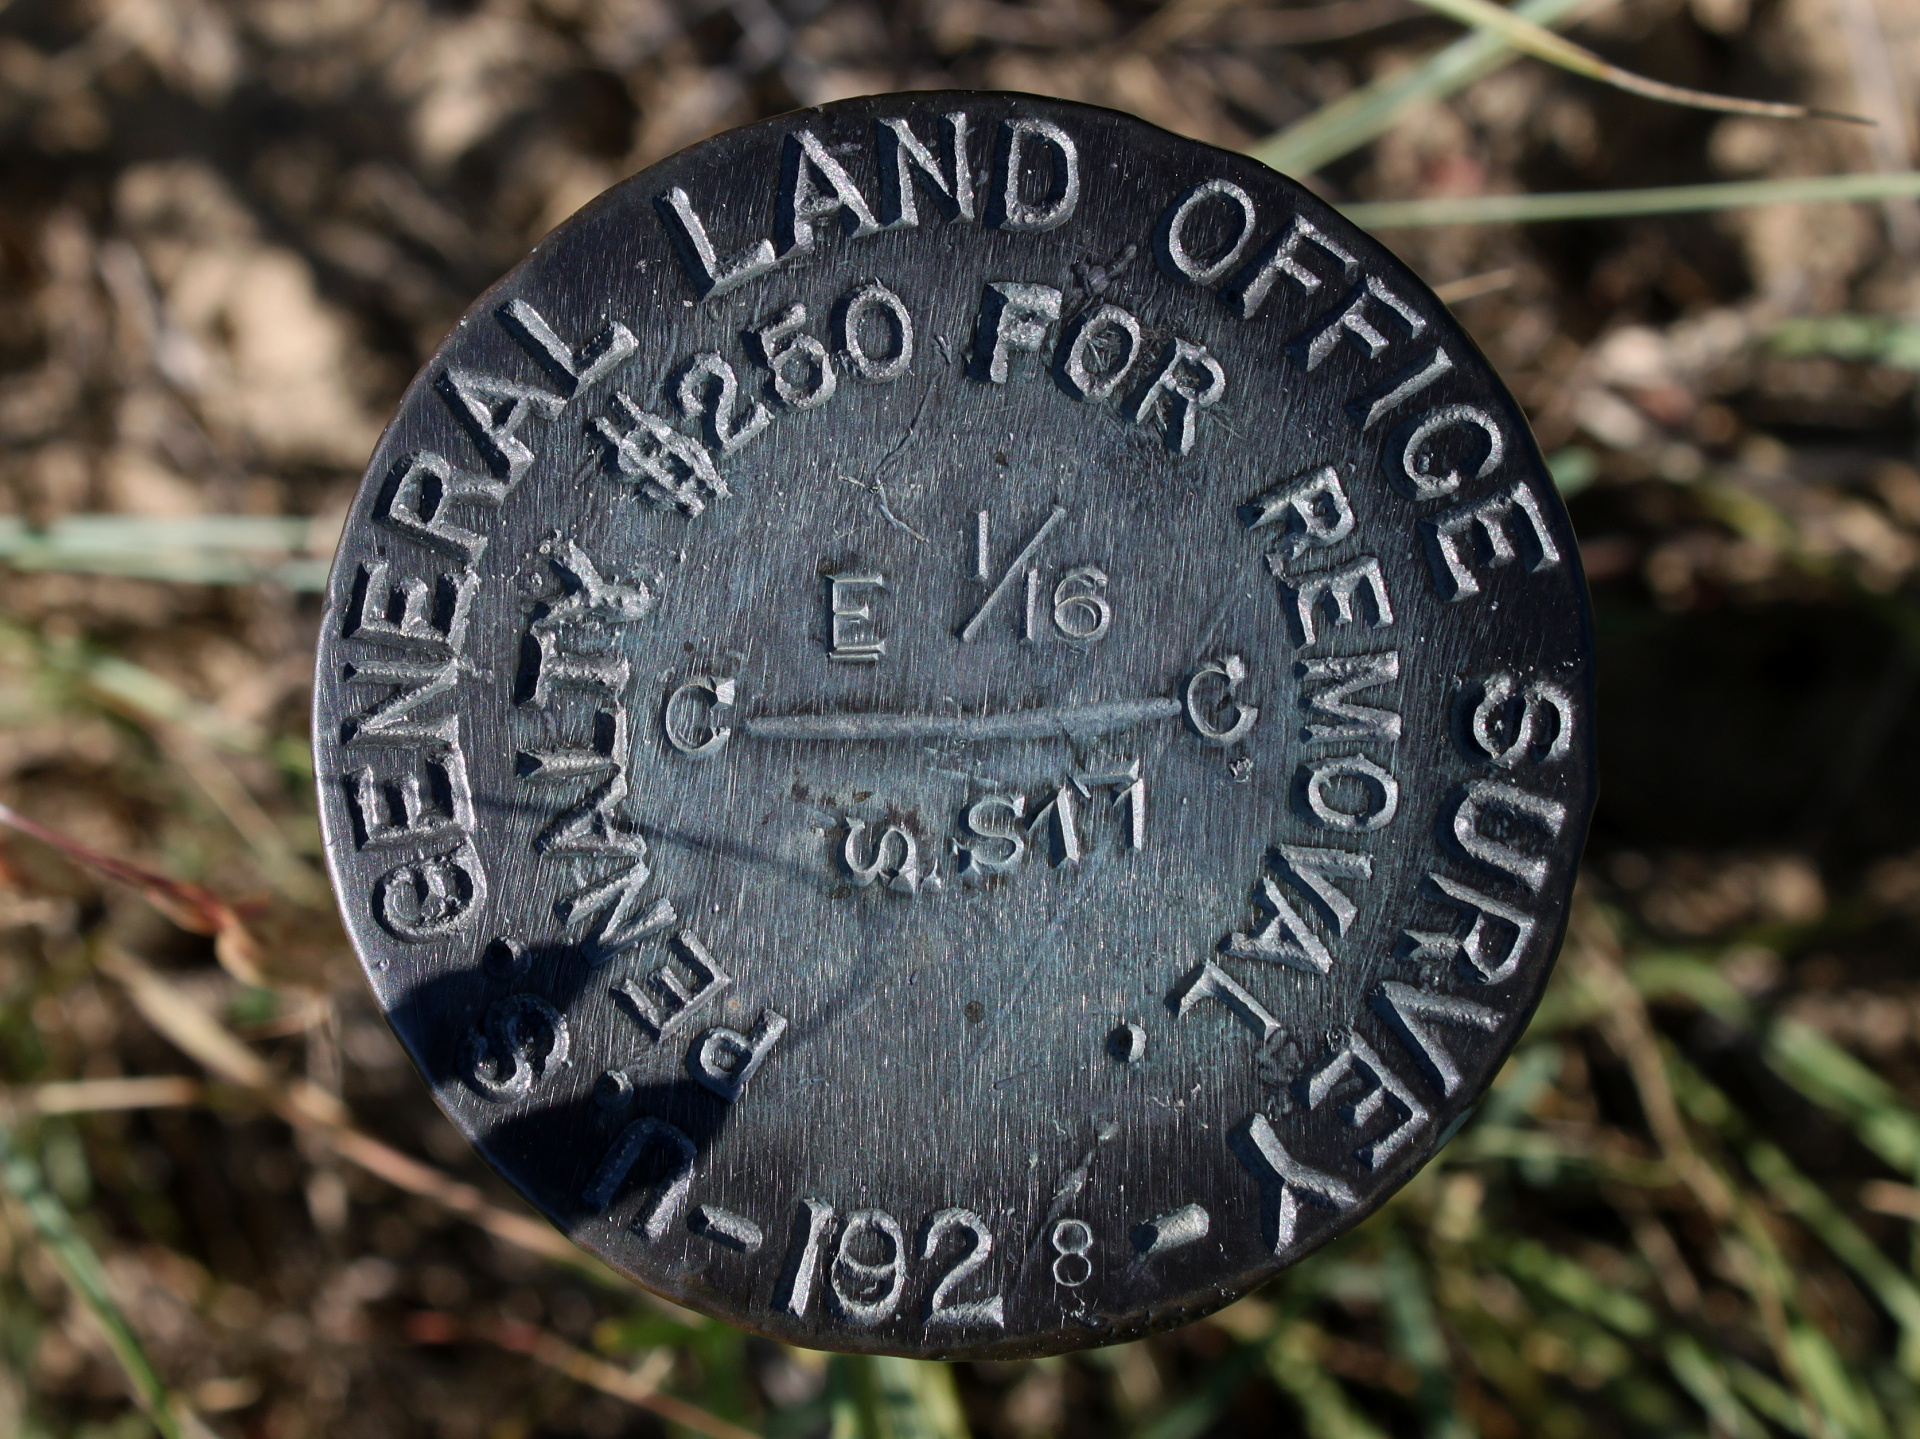 U. S. GENERAL LAND OFFICE SURVEY
PENALTY $250 FOR REMOVAL.
E 1/16
C C
S. S17
-1928-